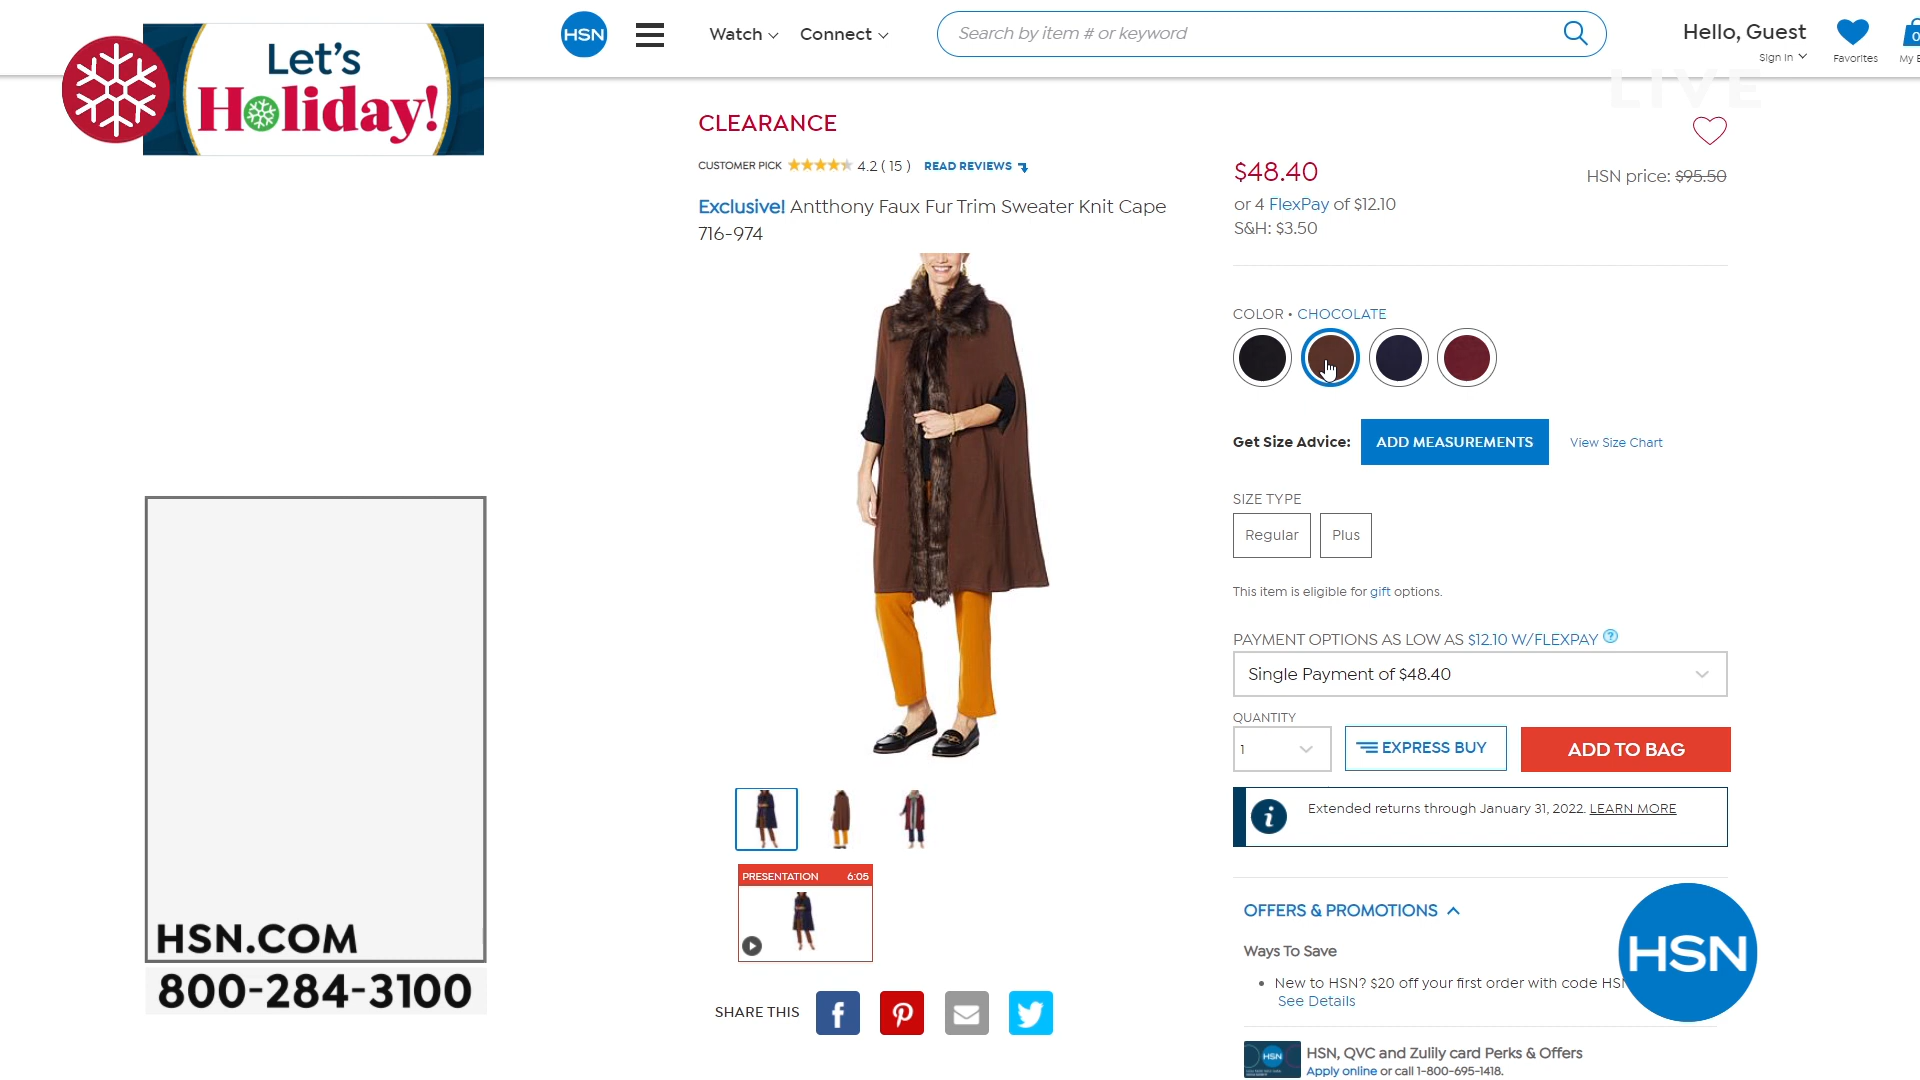 Let's
Holiday!
HSN
Watch
Connect
Search by item # or keyword
Hello, Guest
Sign In
Favorites
0
LIVE
CLEARANCE
CUSTOMER PICK 4.2 ( 15 ) READ REVIEWS
Exclusive! Antthony Faux Fur Trim Sweater Knit Cape
716-974
$48.40
HSN price: $95.50
or 4 FlexPay of $12.10
S&H: $3.50
COLOR • CHOCOLATE
Get Size Advice: ADD MEASUREMENTS View Size Chart
SIZE TYPE
Regular Plus
This item is eligible for gift options.
PAYMENT OPTIONS AS LOW AS $12.10 W/FLEXPAY ?
Single Payment of $48.40
QUANTITY
1
EXPRESS BUY
ADD TO BAG
i Extended returns through January 31, 2022. LEARN MORE
PRESENTATION 6:05
SHARE THIS
OFFERS & PROMOTIONS
Ways To Save
• New to HSN? $20 off your first order with code
See Details
HSN
HSN
HSN, QVC and Zulily card Perks & Offers
Apply online or call 1-800-695-1418.
HSN.COM
800-284-3100